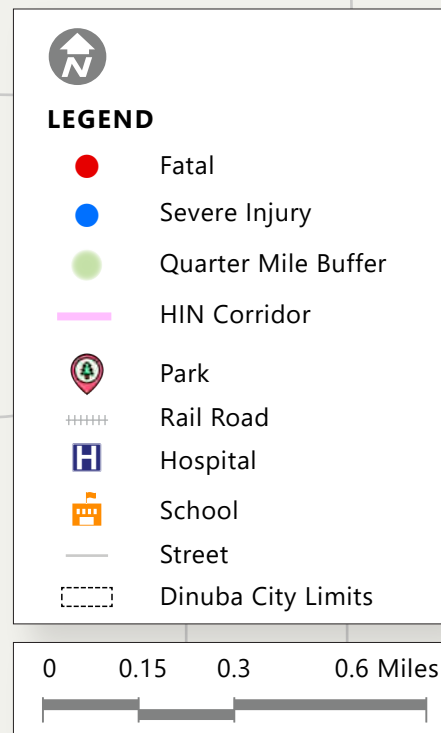 N
LEGEND
Fatal
Severe Injury
Quarter Mile Buffer
HIN Corridor
Park
Rail Road
H
Hospital
School
Street
Dinuba City Limits
0 0.15 0.3 0.6 Miles